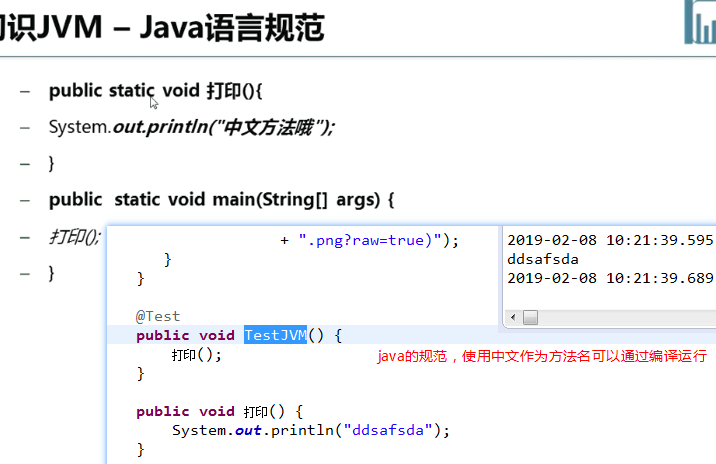 识JVM – Java语言规范
– public static void 打印(){
– System.out.println("中文方法哦");
– }
– public static void main(String[] args) {
– 打印();
– }
+ ".png?raw=true)");
}
}
@Test
public void TestJVM() {
打印();
}
public void 打印() {
System.out.println("ddsafsda");
}
java的规范，使用中文作为方法名可以通过编译运行
2019-02-08 10:21:39.595
ddsafsda
2019-02-08 10:21:39.689